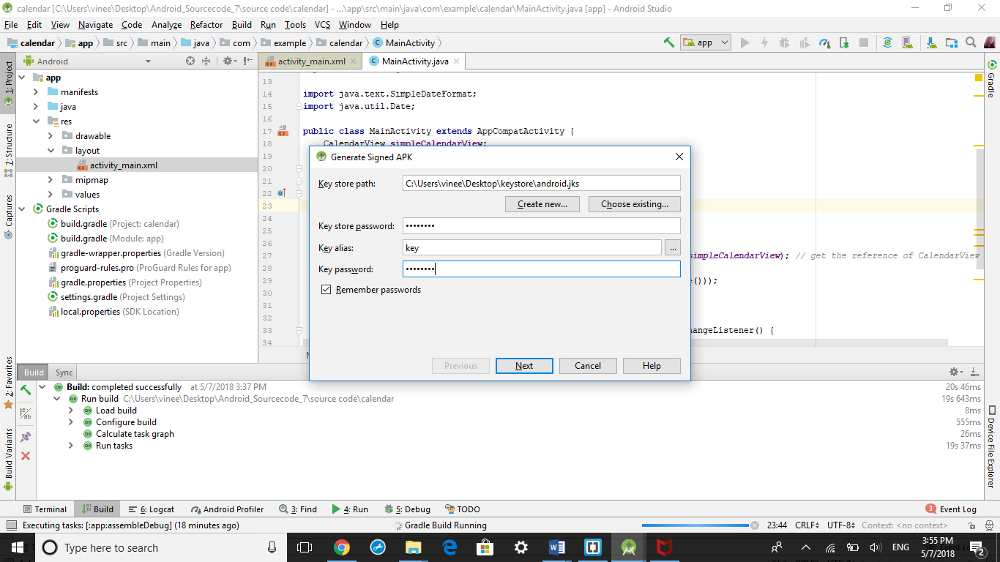 calendar [C:\Users\vinee\Desktop\Android_Sourcecode_7\source code\calendar] - ...\app\src\main\java\com\example\calendar\MainActivity.java [app] - Android Studio
File Edit View Navigate Code Analyze Refactor Build Run Tools VCS Window Help
calendar app src main java com example calendar MainActivity app
Android activity_main.xml MainActivity.java
1: Project
7: Structure
Captures
2: Favorites
Build Variants
Gradle
Device File Explorer
app
manifests
java
res
drawable
layout
activity_main.xml
mipmap
values
Gradle Scripts
build.gradle (Project: calendar)
build.gradle (Module: app)
gradle-wrapper.properties (Gradle Version)
proguard-rules.pro (ProGuard Rules for app)
gradle.properties (Project Properties)
settings.gradle (Project Settings)
local.properties (SDK Location)
13
14 import java.text.SimpleDateFormat;
15 import java.util.Date;
16
17 public class MainActivity extends AppCompatActivity {
18 CalendarView simpleCalendarView;
19
20
21
22
23
24
25
26
27 simpleCalendarView); // get the reference of CalendarView
28
29 ()));
30
31
32
33 hangeListener() {
34
Generate Signed APK
Key store path: C:\Users\vinee\Desktop\keystore\android.jks
Create new... Choose existing...
Key store password: ••••••••
Key alias: key ...
Key password: ••••••••
Remember passwords
Previous Next Cancel Help
Build Sync
Build: completed successfully at 5/7/2018 3:37 PM 20s 46ms
Run build C:\Users\vinee\Desktop\Android_Sourcecode_7\source code\calendar 19s 643ms
Load build 8ms
Configure build 555ms
Calculate task graph 26ms
Run tasks 19s 37ms
Terminal Build 6: Logcat Android Profiler 3: Find 4: Run 5: Debug TODO 3 Event Log
Executing tasks: [:app:assembleDebug] (18 minutes ago) Gradle Build Running 23:44 CRLF UTF-8 Context: <no context>
Type here to search ENG 3:55 PM
5/7/2018 2